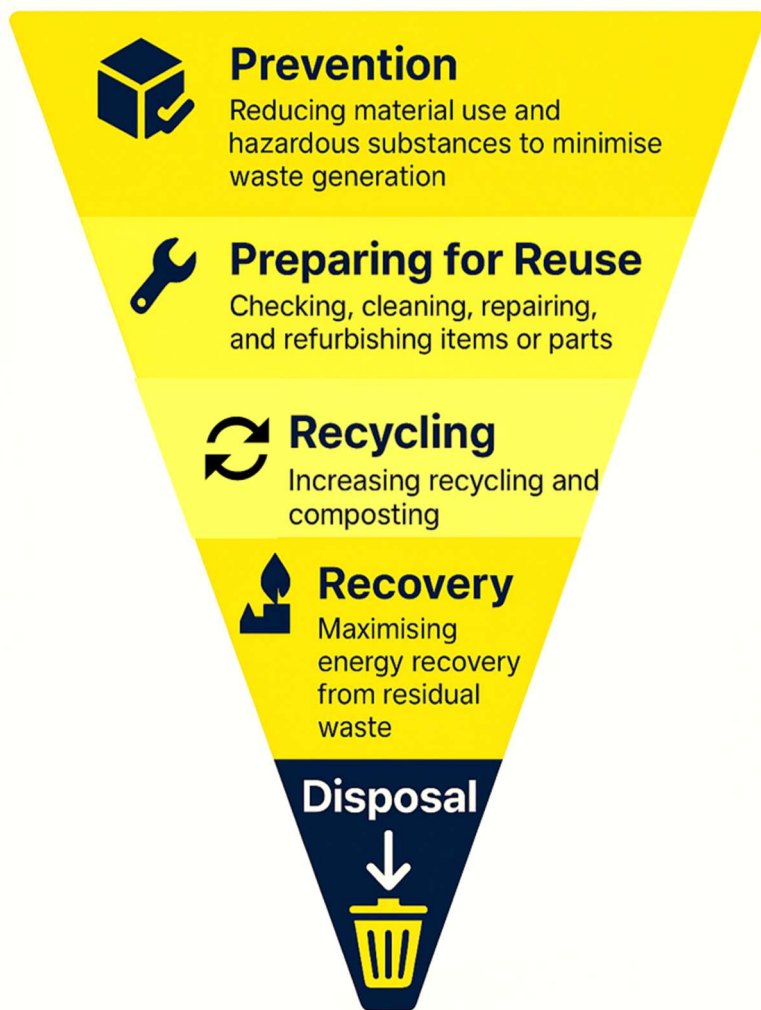 Prevention
Reducing material use and
hazardous substances to minimise
waste generation
Preparing for Reuse
Checking, cleaning, repairing,
and refurbishing items or parts
Recycling
Increasing recycling and
composting
Recovery
Maximising
energy recovery
from residual
waste
Disposal